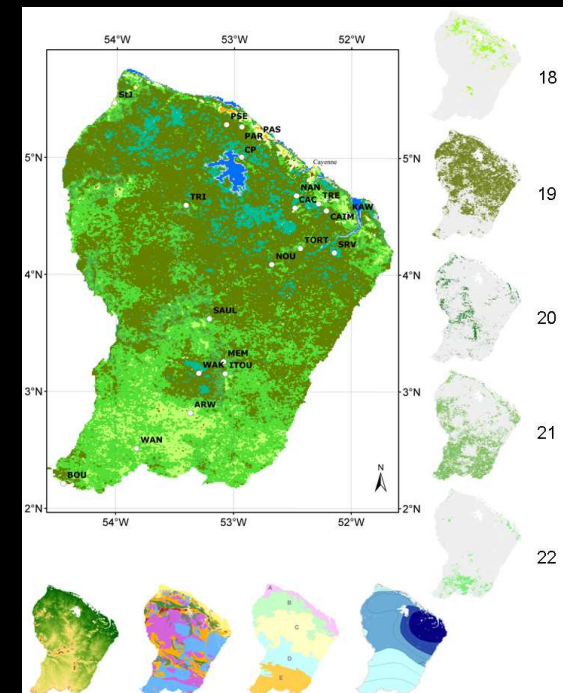 54°W 53°W 52°W
18
StJ
PSE
PAS
PAR
CP
5°N 5°N
Cayenne
NAN
TRE
CAC
TRI
KAW
CAIM
19
TORT
SRV
NOU
4°N 4°N
SAUL
20
MEM
WAK ITOU
3°N 3°N
ARW
21
WAN
BOU
N
2°N 2°N
54°W 53°W 52°W
22
A
B
C
D
E